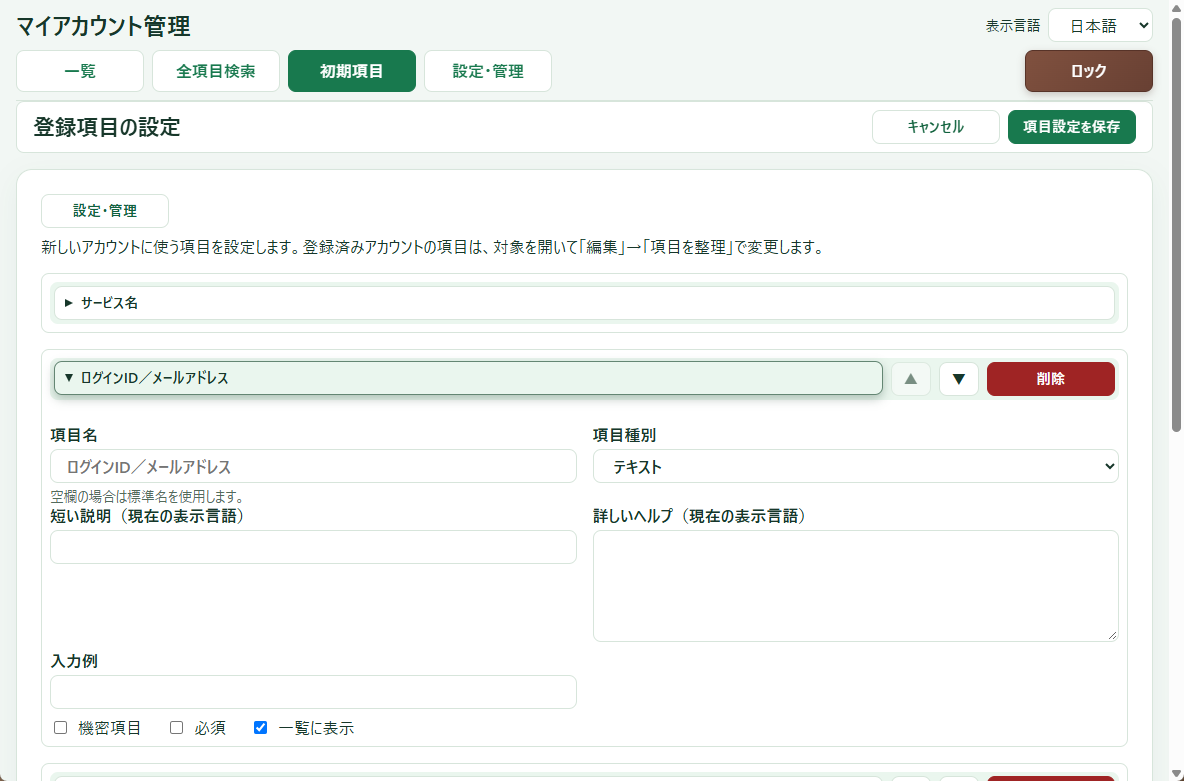 マイアカウント管理
表示言語 日本語
一覧 全項目検索 初期項目 設定・管理 ロック
登録項目の設定 キャンセル 項目設定を保存
設定・管理
新しいアカウントに使う項目を設定します。登録済みアカウントの項目は、対象を開いて「編集」→「項目を整理」で変更します。
▶ サービス名
▼ ログインID／メールアドレス ▲ ▼ 削除
項目名 項目種別
ログインID／メールアドレス テキスト
空欄の場合は標準名を使用します。
短い説明（現在の表示言語） 詳しいヘルプ（現在の表示言語）
入力例
機密項目 必須 一覧に表示